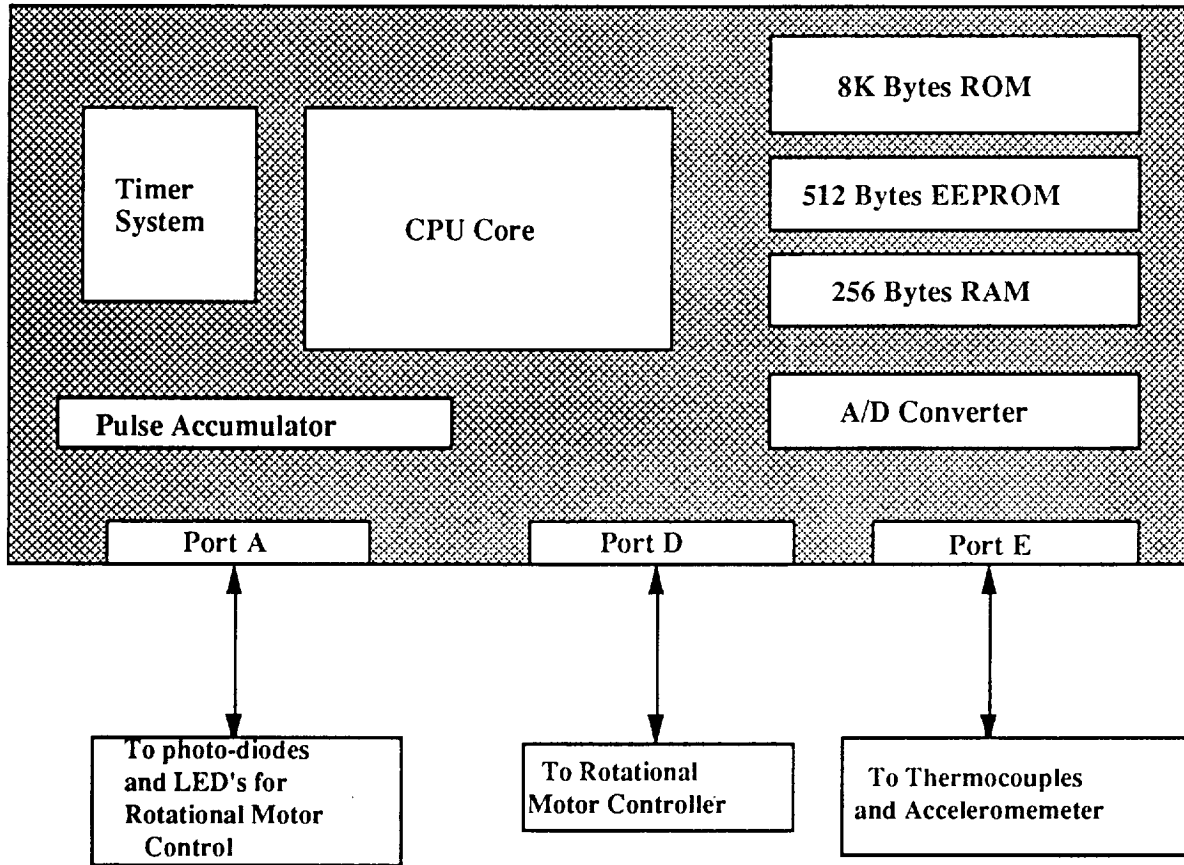 8K Bytes ROM
Timer
System
CPU Core
512 Bytes EEPROM
256 Bytes RAM
Pulse Accumulator
A/D Converter
Port A
Port D
Port E
To photo-diodes
and LED's for
Rotational Motor
Control
To Rotational
Motor Controller
To Thermocouples
and Acceleromemeter